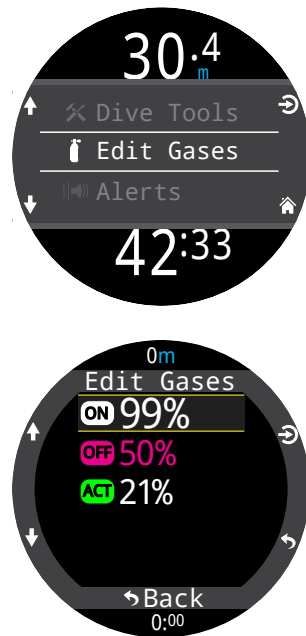 30.4
m
Dive Tools
Edit Gases
Alerts
42:33
0m
Edit Gases
ON 99%
OFF 50%
ACT 21%
Back
0:00